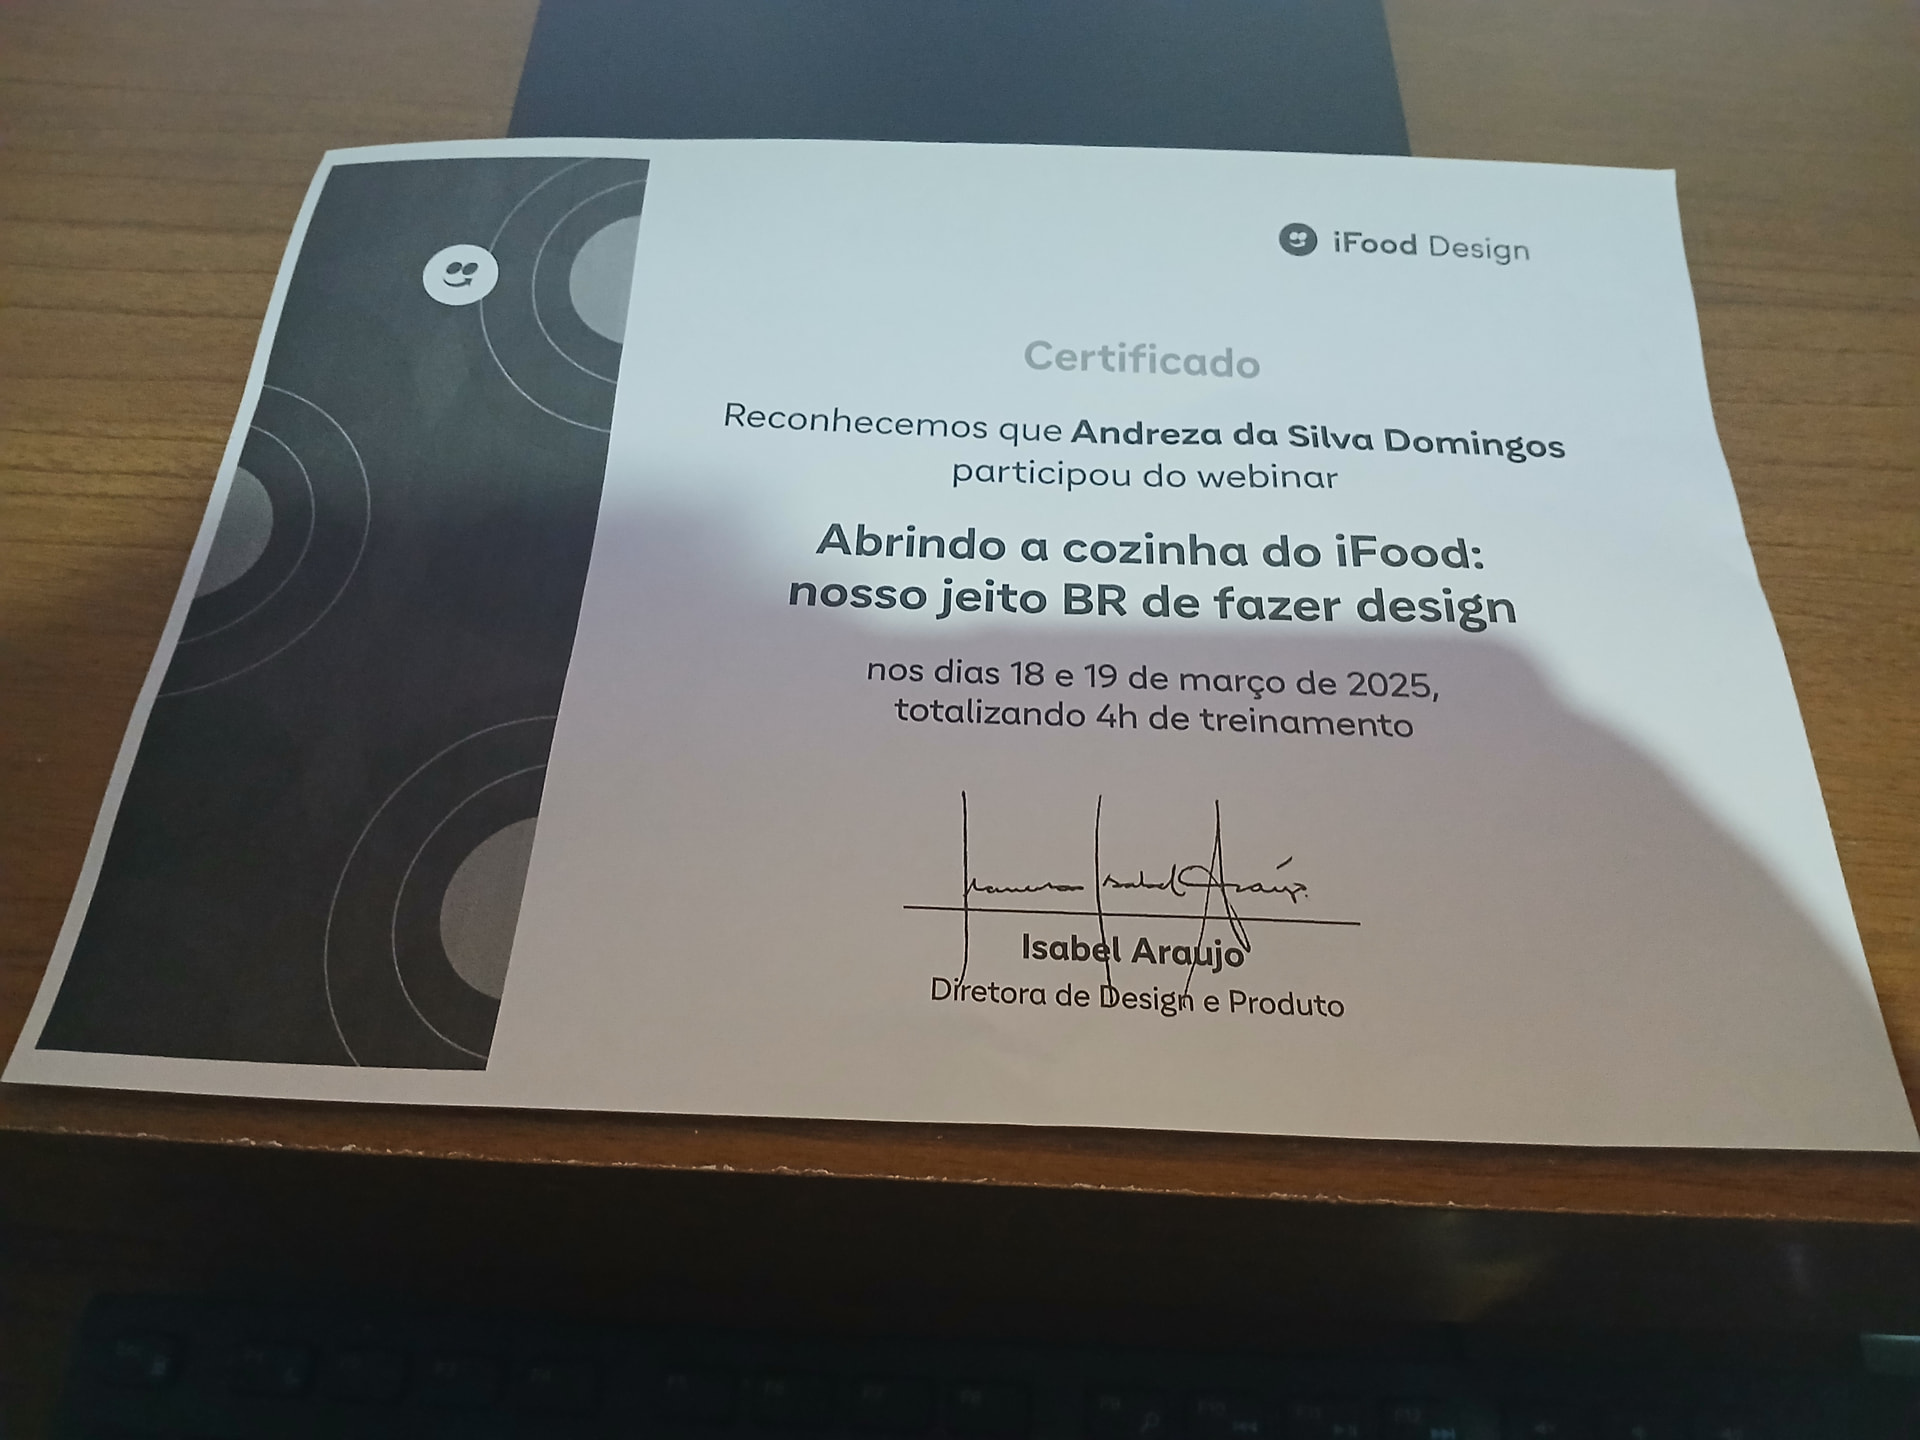 iFood Design
Certificado
Reconhecemos que Andreza da Silva Domingos
participou do webinar
Abrindo a cozinha do iFood:
nosso jeito BR de fazer design
nos dias 18 e 19 de março de 2025,
totalizando 4h de treinamento
Isabel Araújo
Isabel Araujo
Diretora de Design e Produto